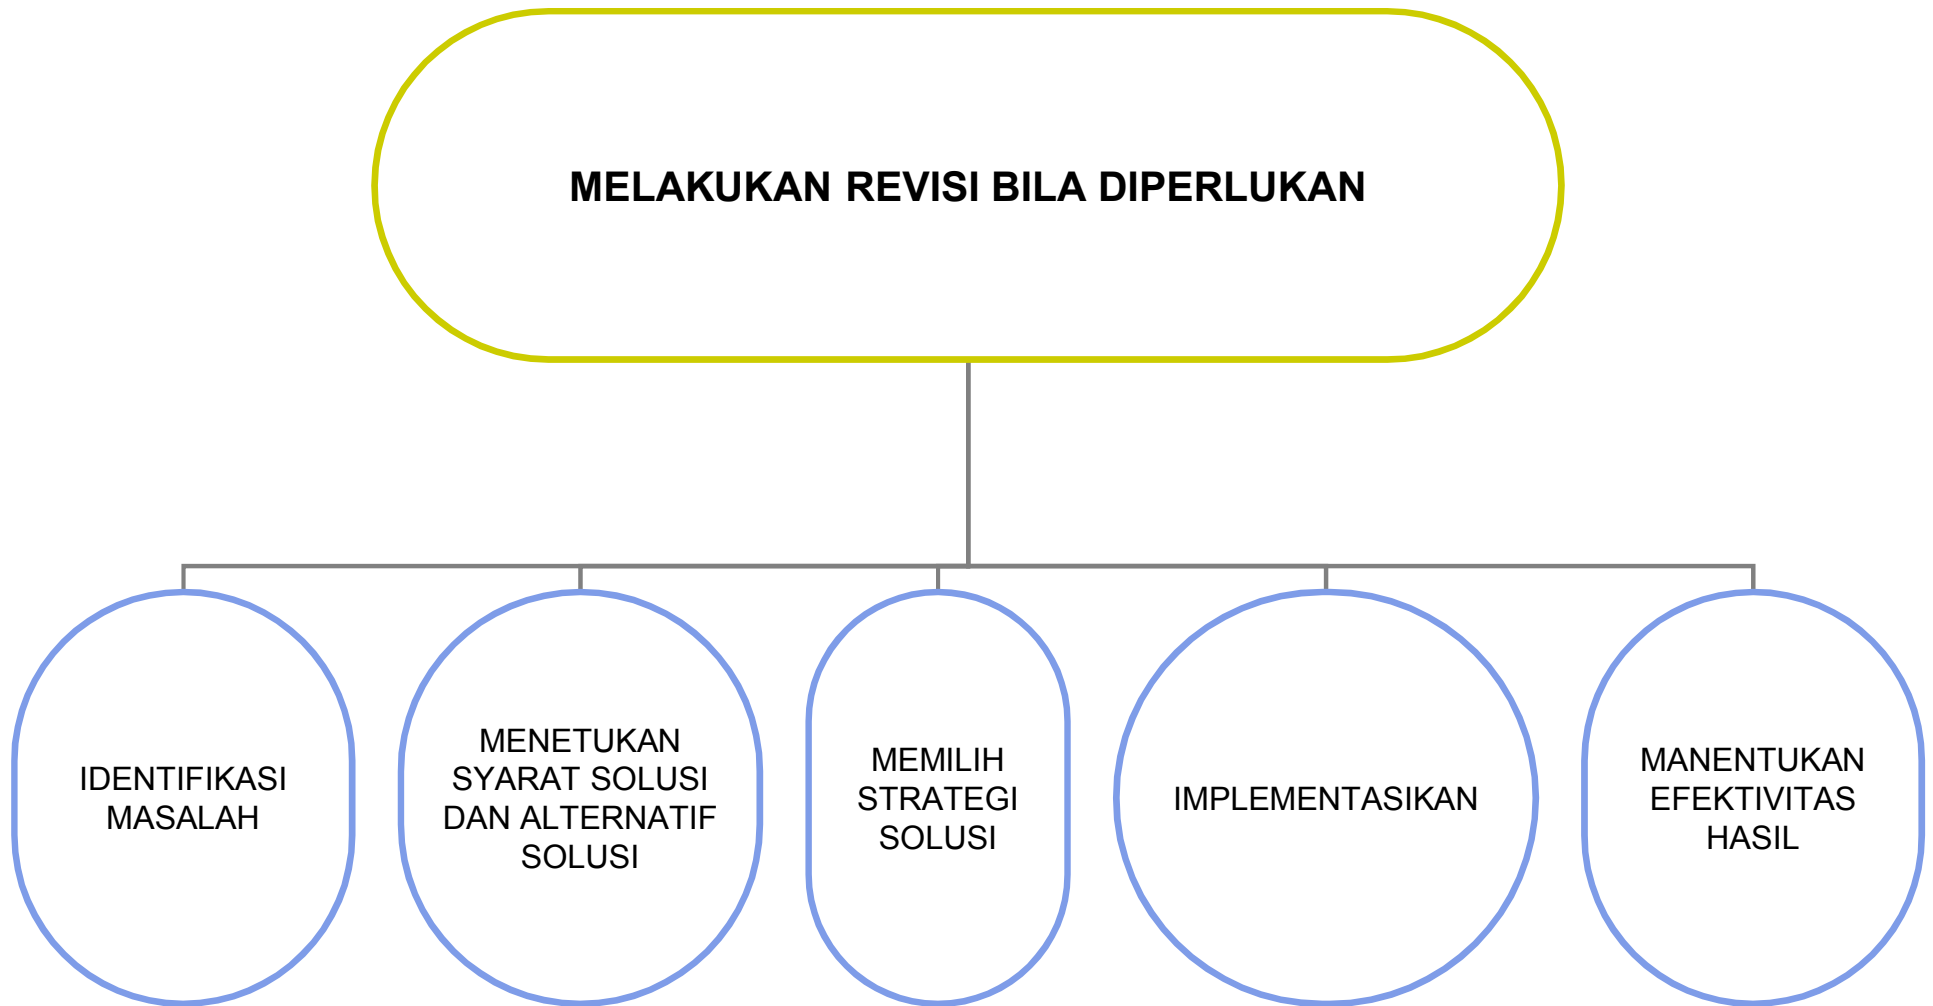 MELAKUKAN REVISI BILA DIPERLUKAN
IDENTIFIKASI
MASALAH
MENETUKAN
SYARAT SOLUSI
DAN ALTERNATIF
SOLUSI
MEMILIH
STRATEGI
SOLUSI
IMPLEMENTASIKAN
MANENTUKAN
EFEKTIVITAS
HASIL